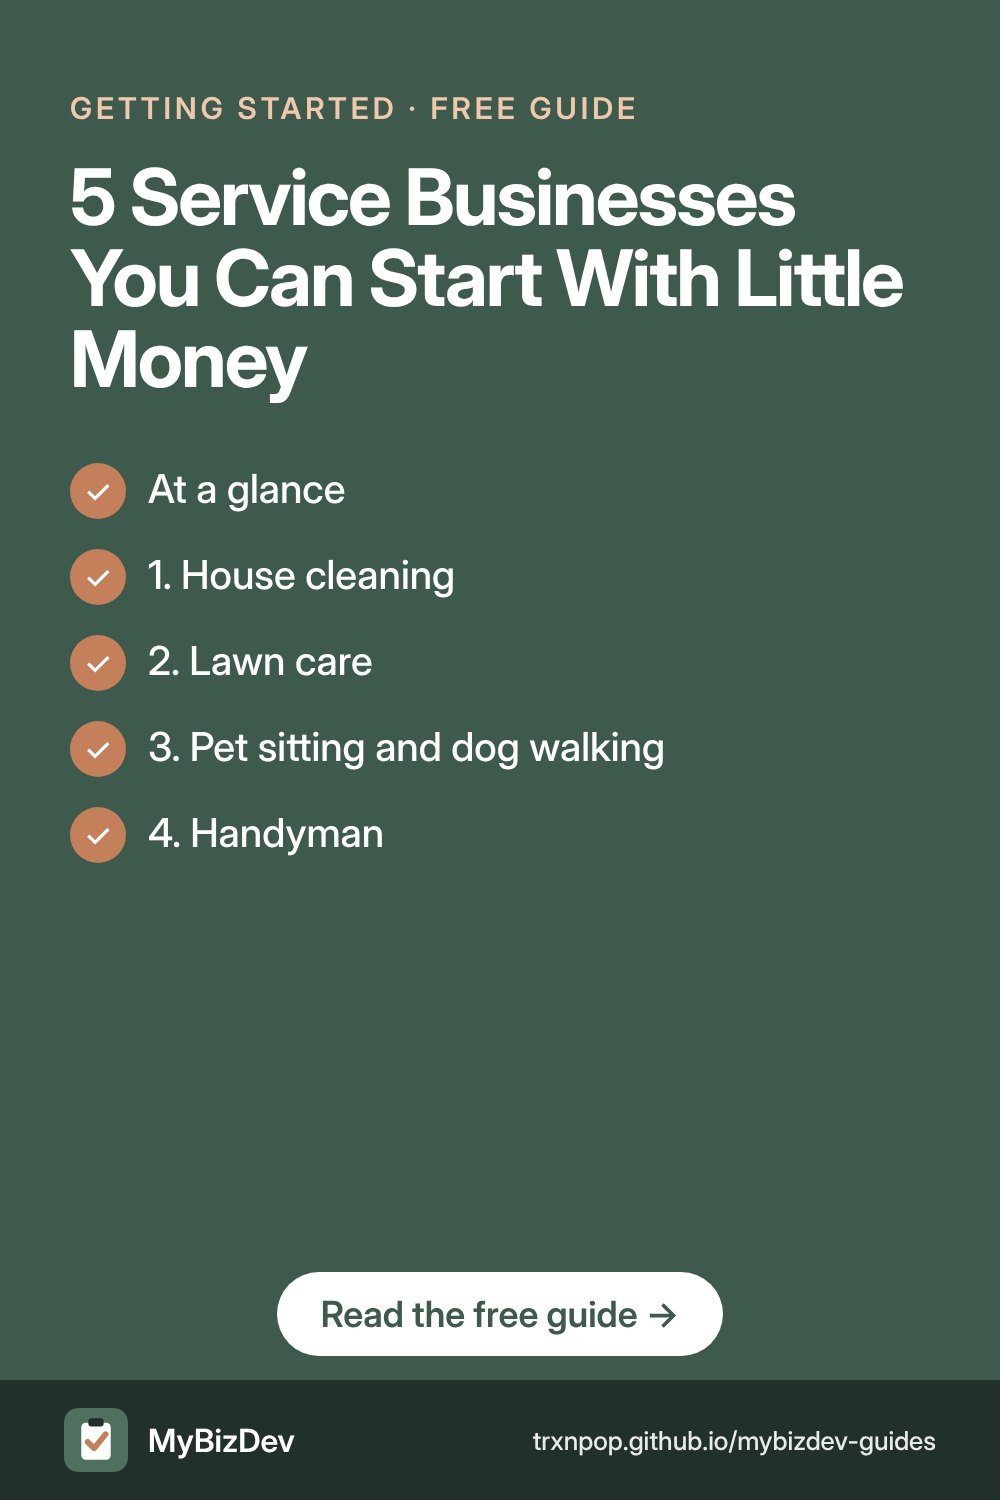 GETTING STARTED · FREE GUIDE
5 Service Businesses
You Can Start With Little
Money
At a glance
1. House cleaning
2. Lawn care
3. Pet sitting and dog walking
4. Handyman
Read the free guide →
MyBizDev
trxnpop.github.io/mybizdev-guides